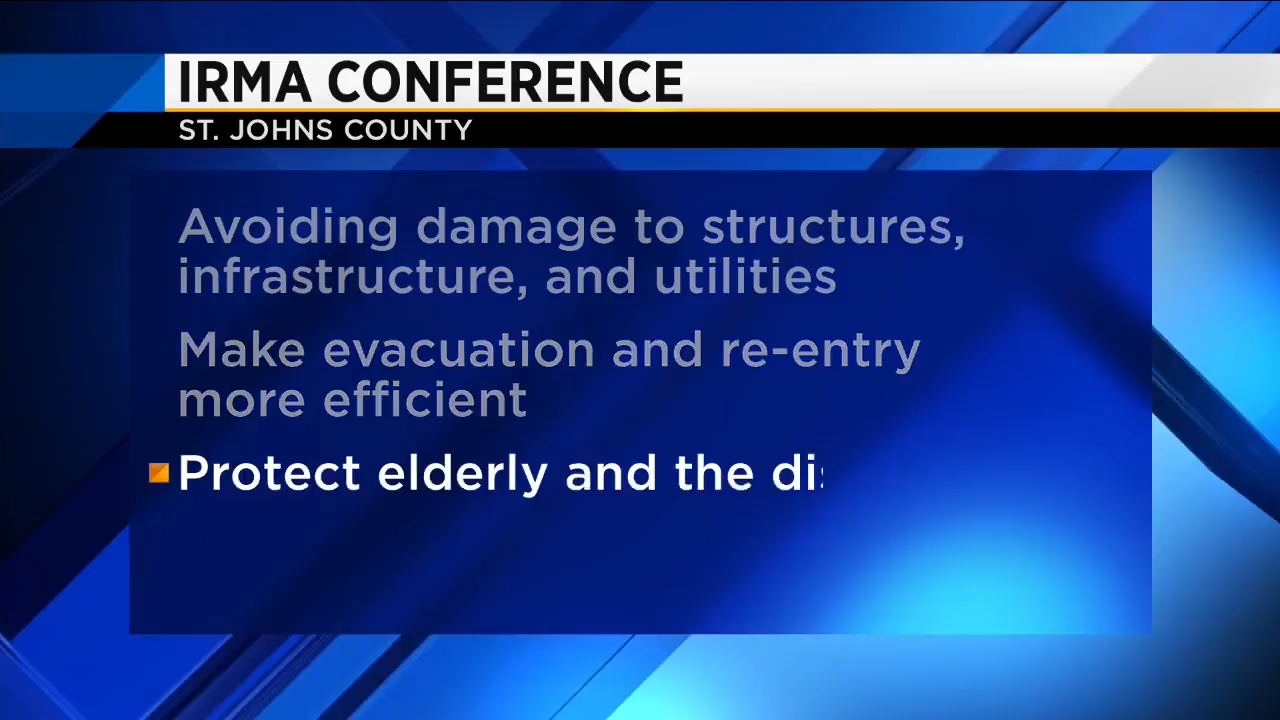 IRMA CONFERENCE
ST. JOHNS COUNTY
Avoiding damage to structures,
infrastructure, and utilities
Make evacuation and re-entry
more efficient
Protect elderly and the